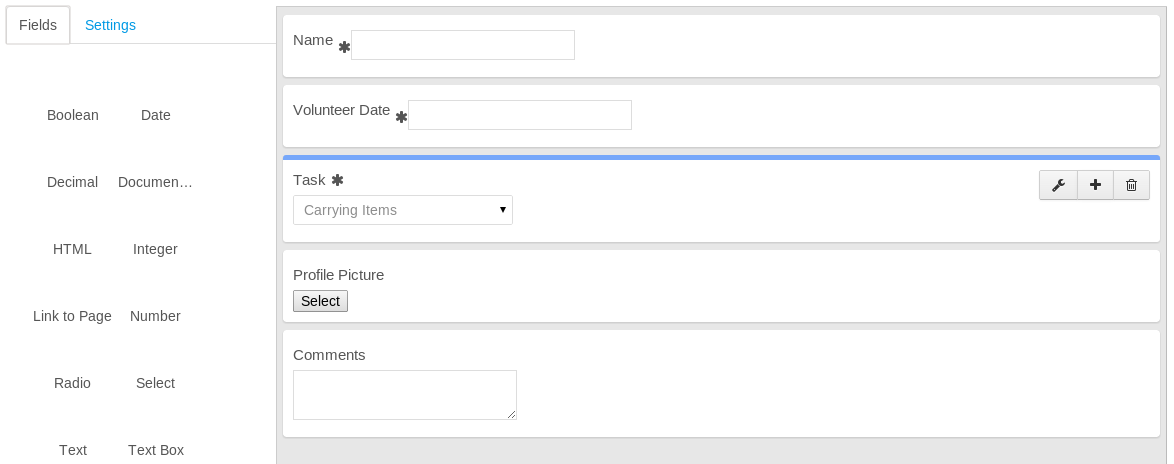 Fields Settings
Boolean Date
Decimal Documen...
HTML Integer
Link to Page Number
Radio Select
Text Text Box
Name ✱
Volunteer Date ✱
Task ✱
Carrying Items
Profile Picture
Select
Comments